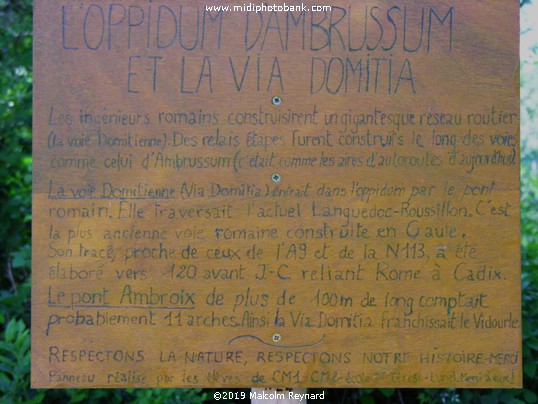 www.midiphotobank.com
L'OPPIDUM D'AMBRUSSUM
ET LA VIA DOMITIA
Les ingénieurs romains construisirent un gigantesque réseau routier
(la voie Domitienne). Des relais étapes furent construits le long des voies
comme celui d'Ambrussum (c'était comme les aires d'autoroutes d'aujourd'hui).
La voie Domitienne (Via Domitia) entrait dans l'oppidum par le pont
romain. Elle traversait l'actuel Languedoc-Roussillon. C'est
la plus ancienne voie romaine construite en Gaule.
Son tracé, proche de ceux de l'A9 et de la N113, a été
élaboré vers 120 avant J-C reliant Rome à Cadix.
Le pont Ambroix de plus de 100m de long comptait
probablement 11 arches. Ainsi la Via Domitia franchissait le Vidourle
RESPECTONS LA NATURE, RESPECTONS NOTRE HISTOIRE-MERCI
Panneau réalisé par les élèves de CM1 CM2 école
©2019 Malcolm Reynard